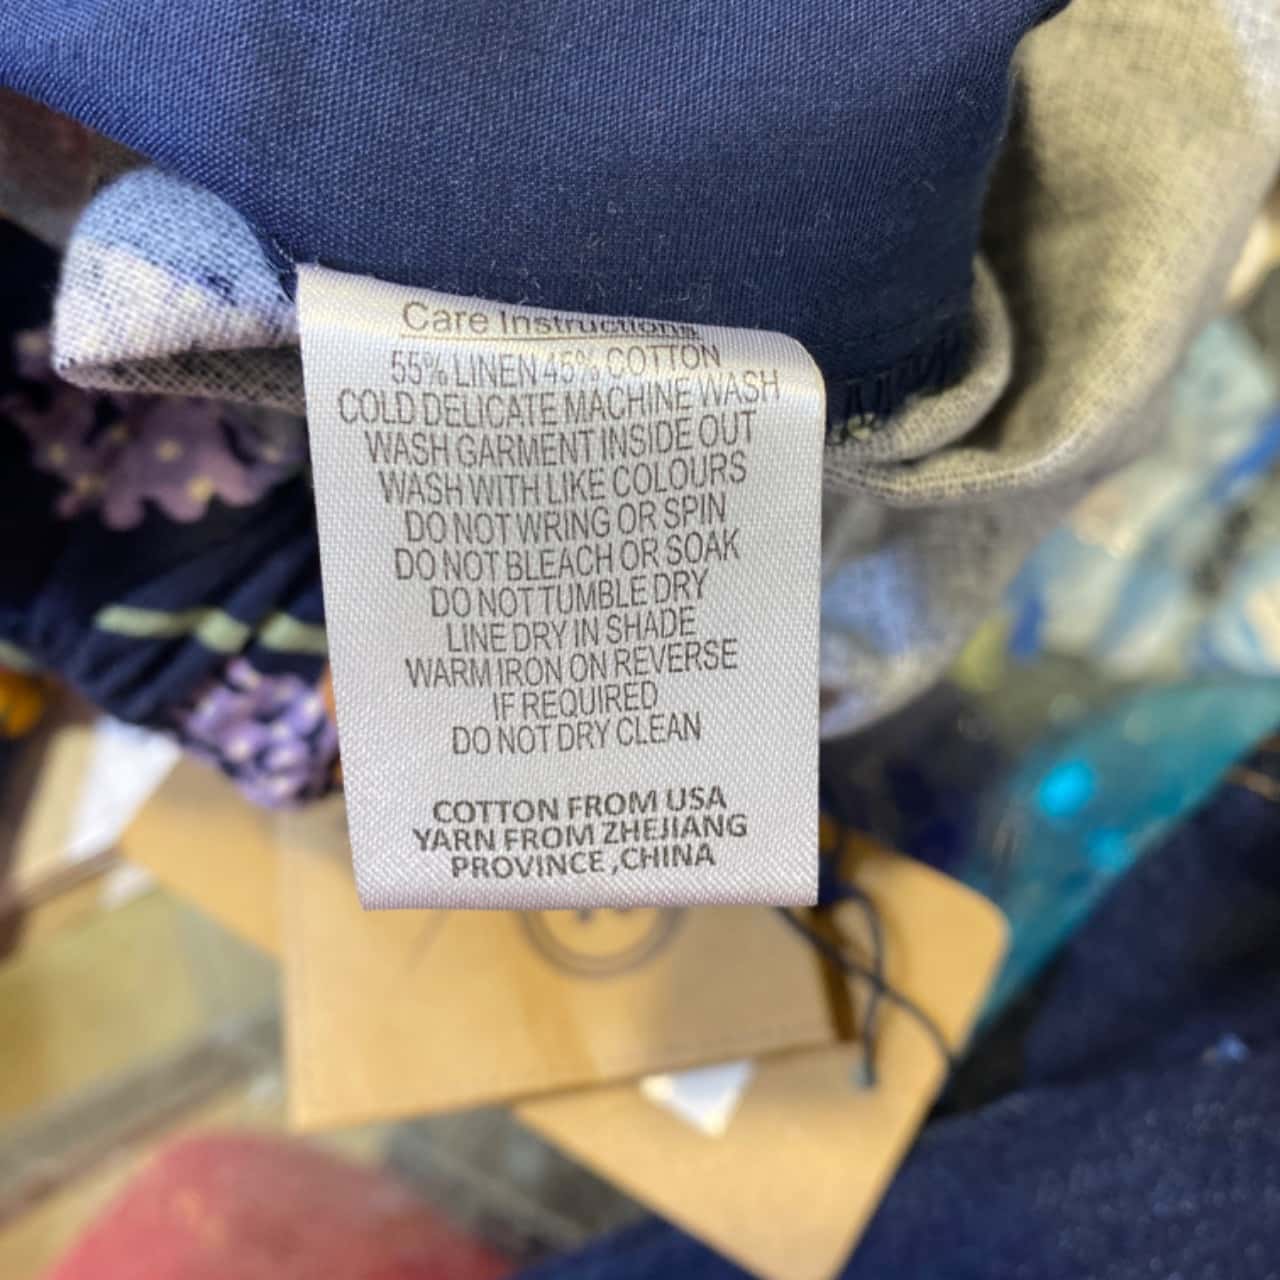 Care Instructions
55% LINEN 45% COTTON
COLD DELICATE MACHINE WASH
WASH GARMENT INSIDE OUT
WASH WITH LIKE COLOURS
DO NOT WRING OR SPIN
DO NOT BLEACH OR SOAK
DO NOT TUMBLE DRY
LINE DRY IN SHADE
WARM IRON ON REVERSE
IF REQUIRED
DO NOT DRY CLEAN
COTTON FROM USA
YARN FROM ZHEJIANG
PROVINCE ,CHINA